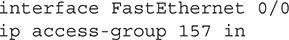 interface FastEthernet 0/0
ip access-group 157 in